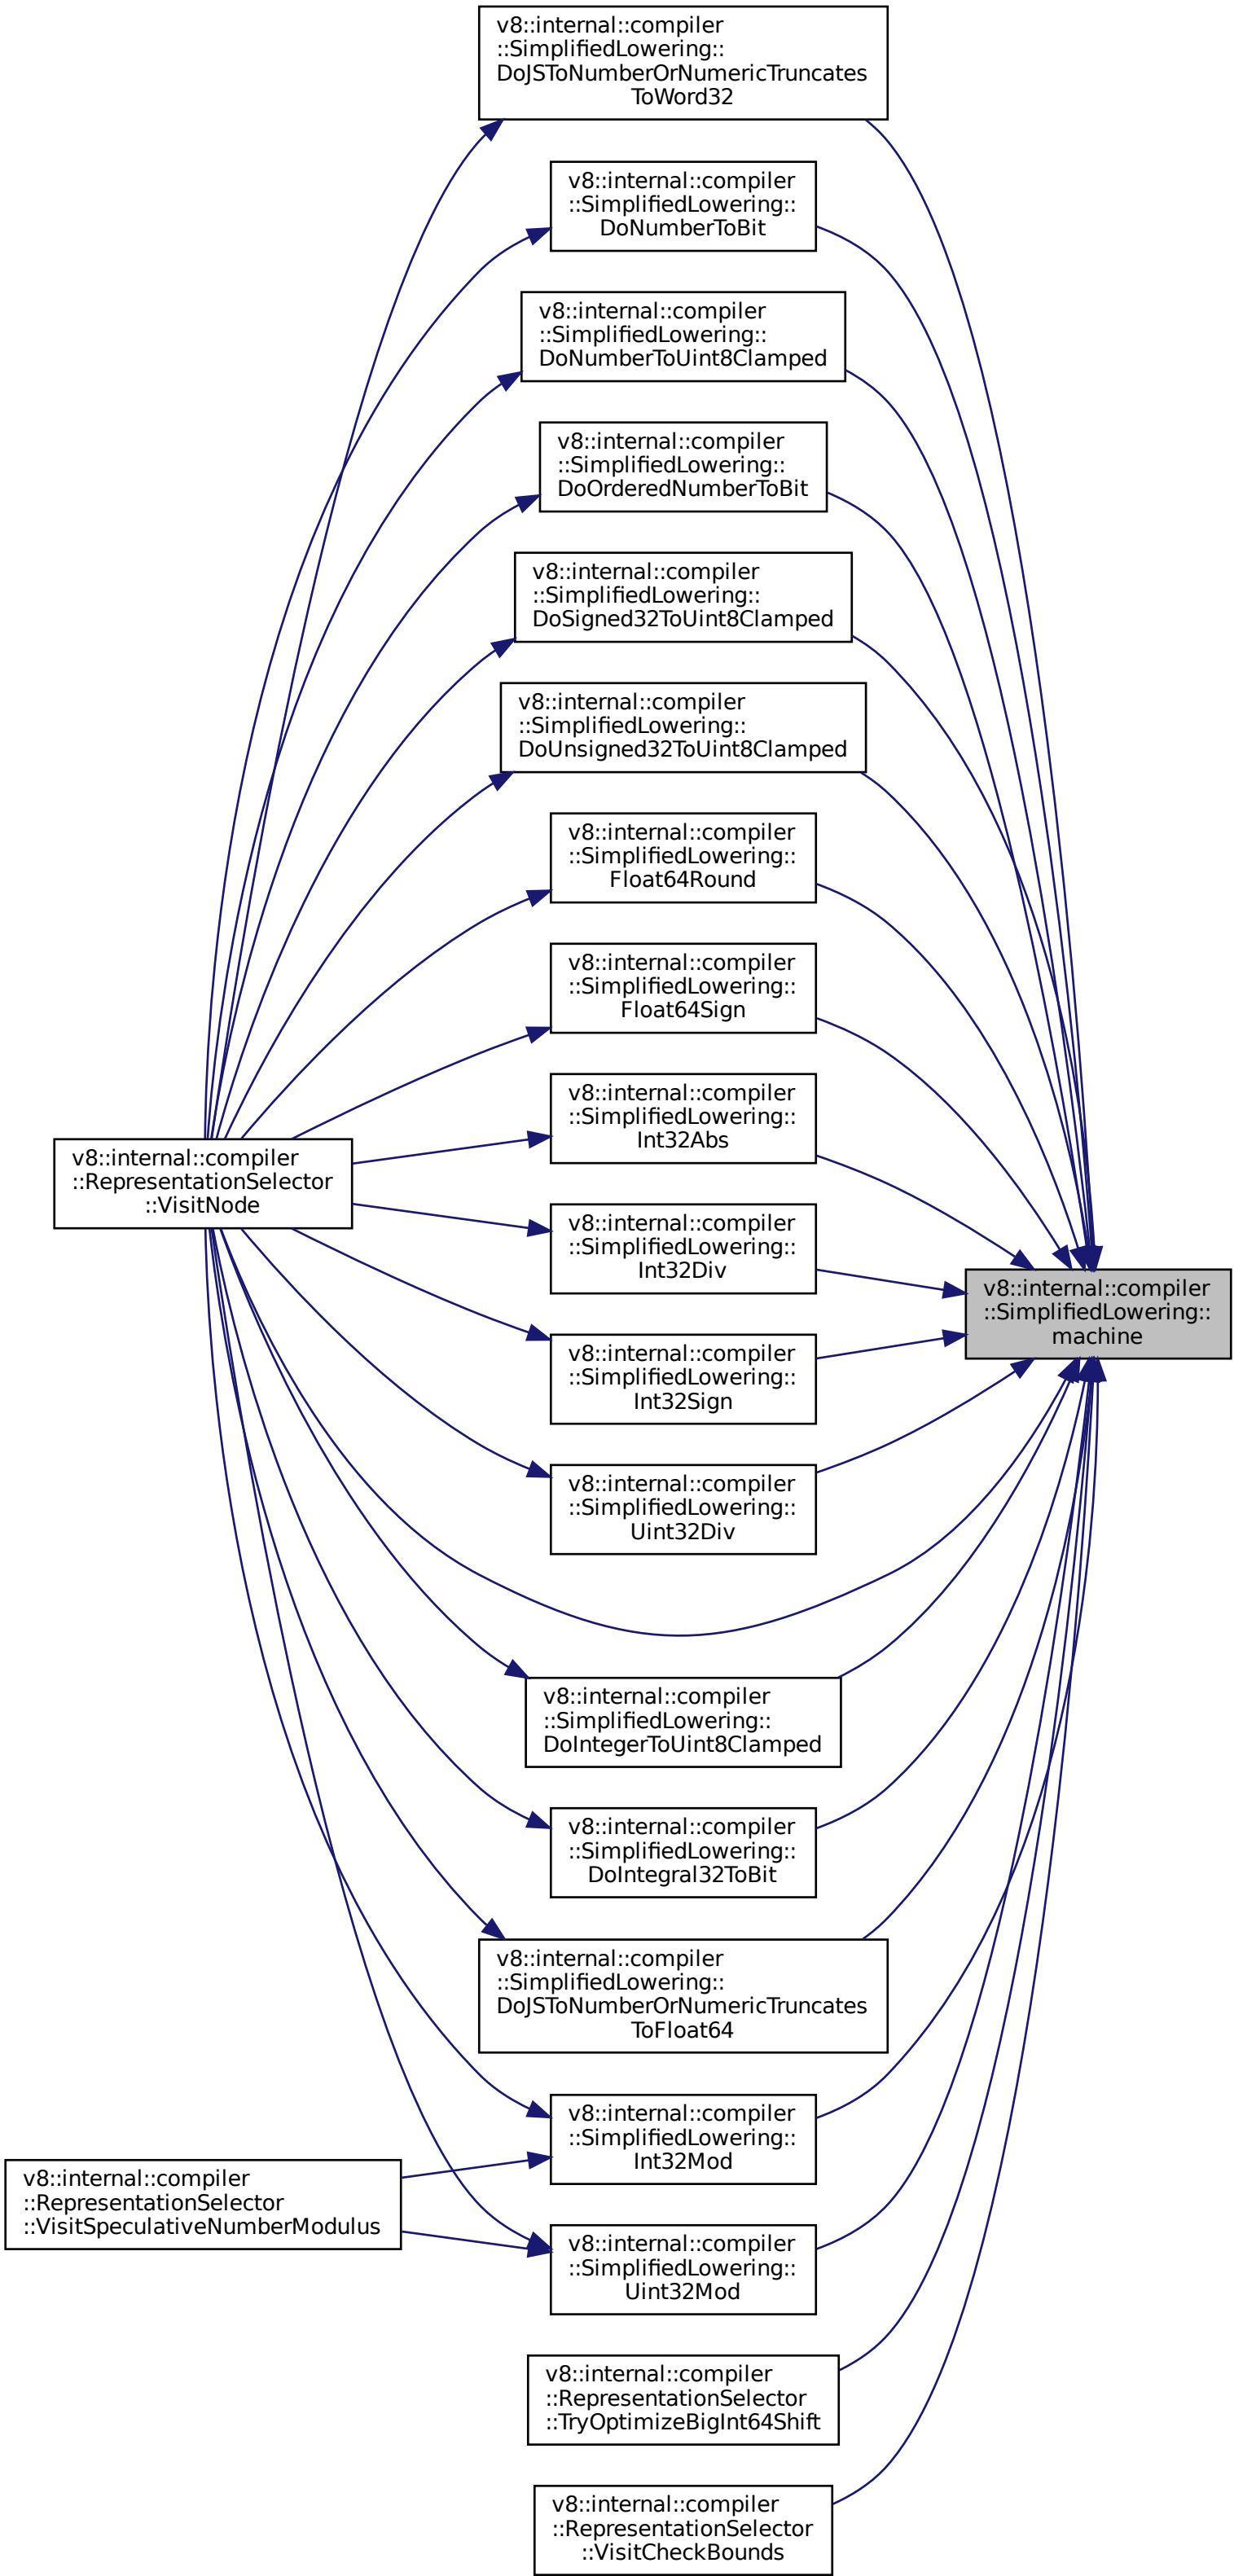 v8::internal::compiler
::SimplifiedLowering::
DoJSToNumberOrNumericTruncates
ToWord32
v8::internal::compiler
::SimplifiedLowering::
DoNumberToBit
v8::internal::compiler
::SimplifiedLowering::
DoNumberToUint8Clamped
v8::internal::compiler
::SimplifiedLowering::
DoOrderedNumberToBit
v8::internal::compiler
::SimplifiedLowering::
DoSigned32ToUint8Clamped
v8::internal::compiler
::SimplifiedLowering::
DoUnsigned32ToUint8Clamped
v8::internal::compiler
::SimplifiedLowering::
Float64Round
v8::internal::compiler
::SimplifiedLowering::
Float64Sign
v8::internal::compiler
::SimplifiedLowering::
Int32Abs
v8::internal::compiler
::RepresentationSelector
::VisitNode
v8::internal::compiler
::SimplifiedLowering::
Int32Div
v8::internal::compiler
::SimplifiedLowering::
machine
v8::internal::compiler
::SimplifiedLowering::
Int32Sign
v8::internal::compiler
::SimplifiedLowering::
Uint32Div
v8::internal::compiler
::SimplifiedLowering::
DoIntegerToUint8Clamped
v8::internal::compiler
::SimplifiedLowering::
DoIntegral32ToBit
v8::internal::compiler
::SimplifiedLowering::
DoJSToNumberOrNumericTruncates
ToFloat64
v8::internal::compiler
::SimplifiedLowering::
Int32Mod
v8::internal::compiler
::RepresentationSelector
::VisitSpeculativeNumberModulus
v8::internal::compiler
::SimplifiedLowering::
Uint32Mod
v8::internal::compiler
::RepresentationSelector
::TryOptimizeBigInt64Shift
v8::internal::compiler
::RepresentationSelector
::VisitCheckBounds